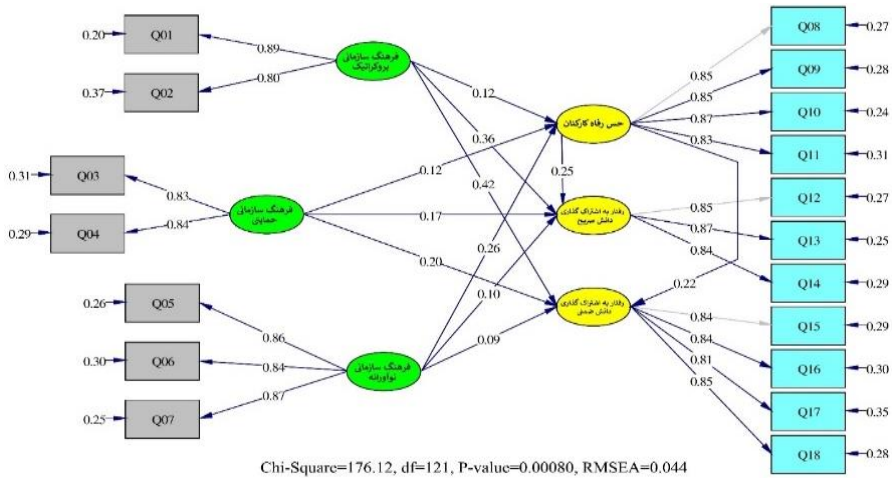 0.20 Q01
0.37 Q02
0.31 Q03
0.29 Q04
0.26 Q05
0.30 Q06
0.25 Q07
0.89
0.80
0.83
0.84
0.86
0.84
0.87
فرهنگ سازمانی
بروکراتیک
فرهنگ سازمانی
حمایتی
فرهنگ سازمانی
نوآورانه
0.12
0.36
0.42
0.12
0.17
0.20
0.26
0.10
0.09
0.25
0.22
حس رفاه کارکنان
رفتار به اشتراک گذاری
دانش صریح
رفتار به اشتراک گذاری
دانش ضمنی
0.85
0.85
0.87
0.83
0.85
0.87
0.84
0.84
0.84
0.81
0.85
Q08 0.27
Q09 0.28
Q10 0.24
Q11 0.31
Q12 0.27
Q13 0.25
Q14 0.29
Q15 0.29
Q16 0.30
Q17 0.35
Q18 0.28
Chi-Square=176.12, df=121, P-value=0.00080, RMSEA=0.044